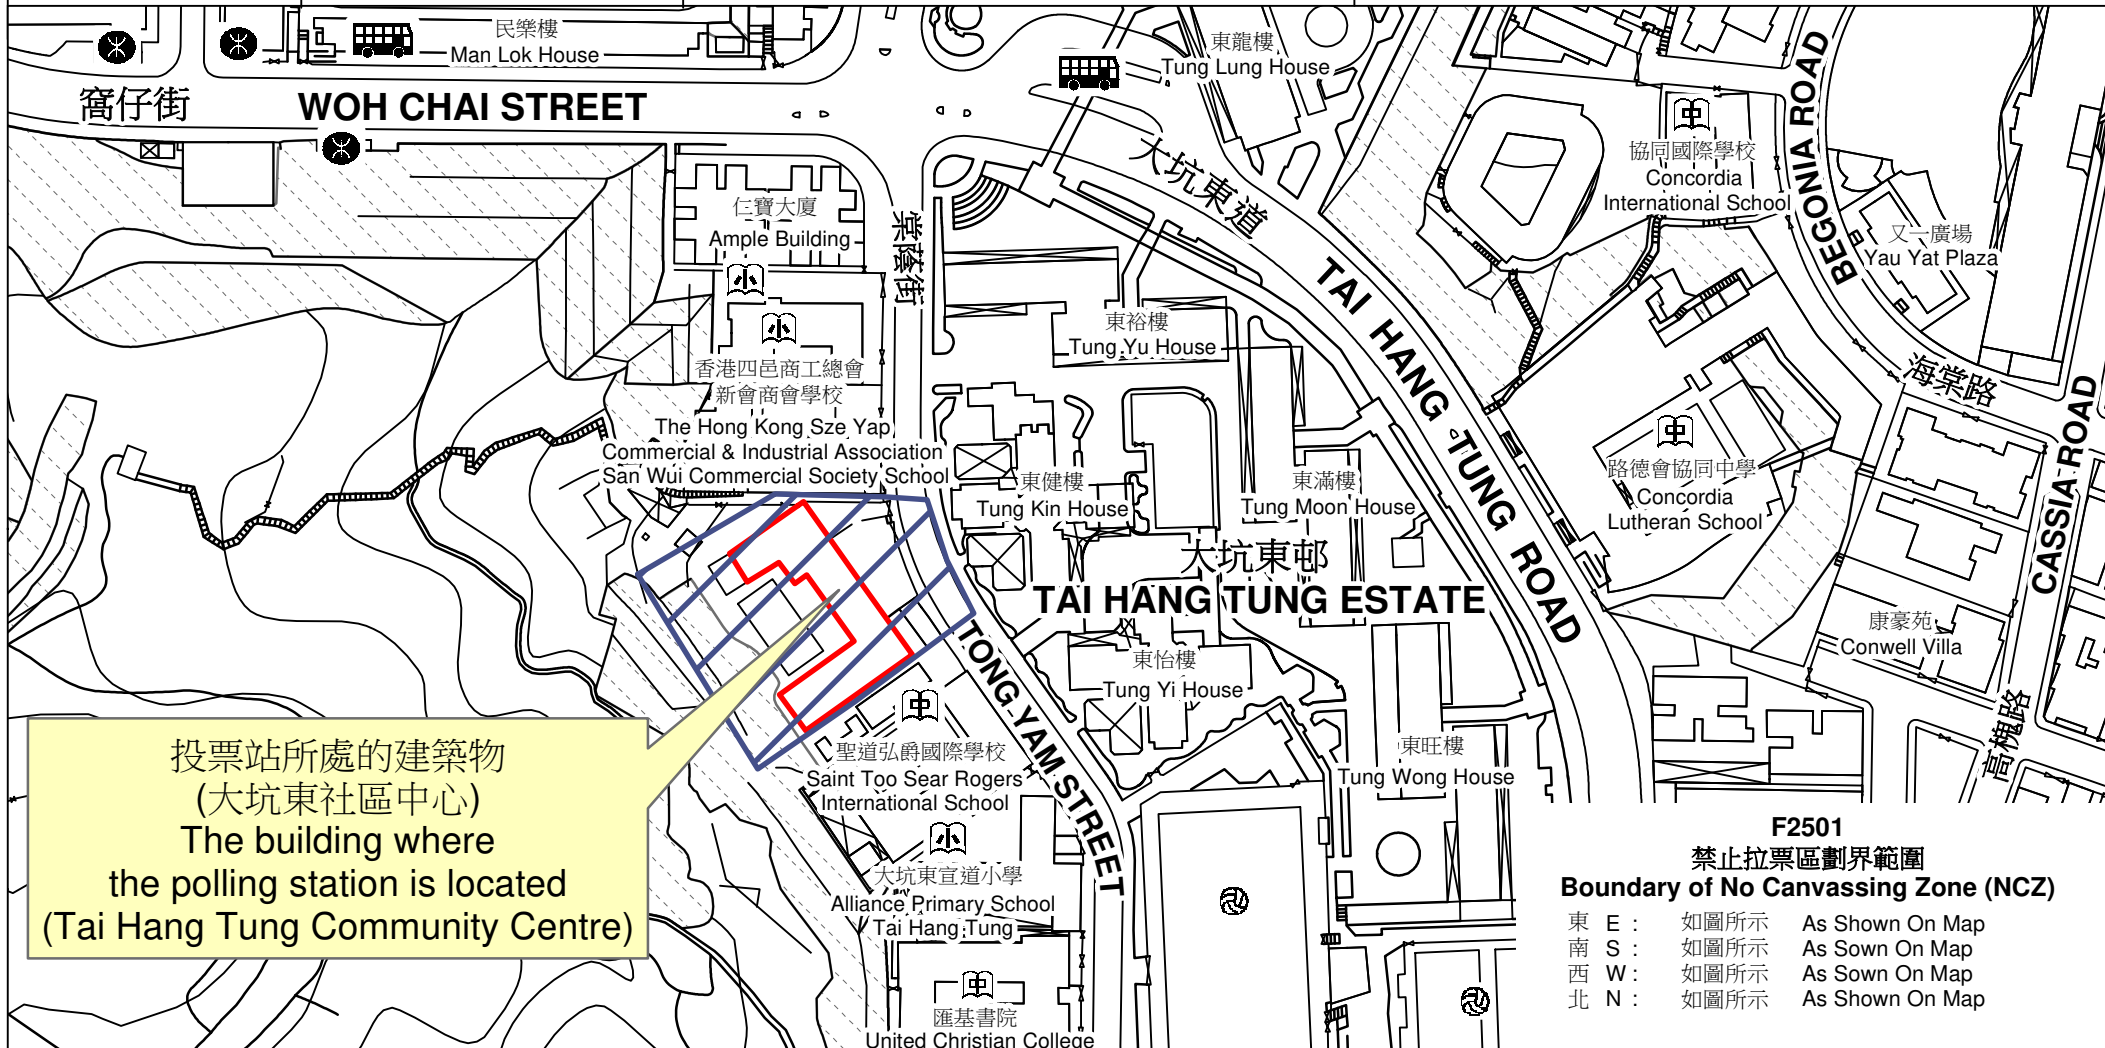 民樂樓
Man Lok House
窩仔街
WOH CHAI STREET
東龍樓
Tung Lung House
大坑東道
TAI HANG TUNG ROAD
中
協同國際學校
Concordia
International School
BEGONIA ROAD
海棠路
又一廣場
Yau Yat Plaza
仁寶大廈
Ample Building
小
棠蔭街
TONG YAM STREET
小
香港四邑商工總會
新會商會學校
The Hong Kong Sze Yap
Commercial & Industrial Association
San Wui Commercial Society School
東裕樓
Tung Yu House
東健樓
Tung Kin House
東滿樓
Tung Moon House
大坑東邨
TAI HANG TUNG ESTATE
中
路德會協同中學
Concordia
Lutheran School
CASSIA ROAD
高槐路
康豪苑
Conwell Villa
東怡樓
Tung Yi House
東旺樓
Tung Wong House
中
聖道弘爵國際學校
Saint Too Sear Rogers
International School
小
大坑東宣道小學
Alliance Primary School
Tai Hang Tung
中
匯基書院
United Christian College
投票站所處的建築物
(大坑東社區中心)
The building where
the polling station is located
(Tai Hang Tung Community Centre)
F2501
禁止拉票區劃界範圍
Boundary of No Canvassing Zone (NCZ)
東 E : 如圖所示 As Shown On Map
南 S : 如圖所示 As Sown On Map
西 W : 如圖所示 As Sown On Map
北 N : 如圖所示 As Shown On Map